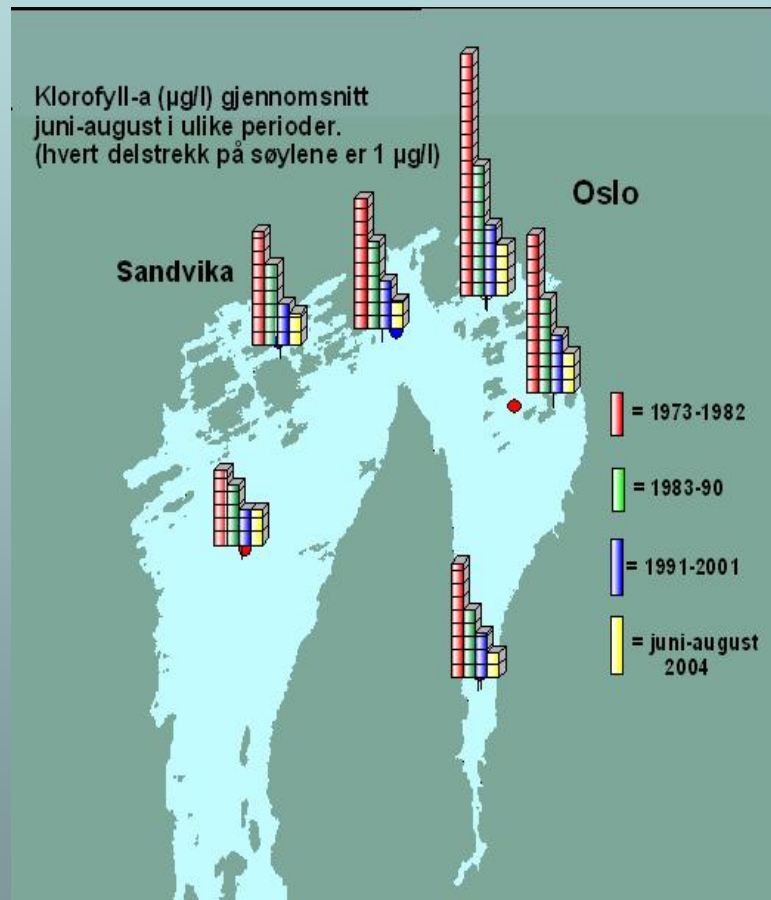 Klorofyll-a (µg/l) gjennomsnitt
juni-august i ulike perioder.
(hvert delstrekk på søylene er 1 µg/l)
Oslo
Sandvika
= 1973-1982
= 1983-90
= 1991-2001
= juni-august
2004